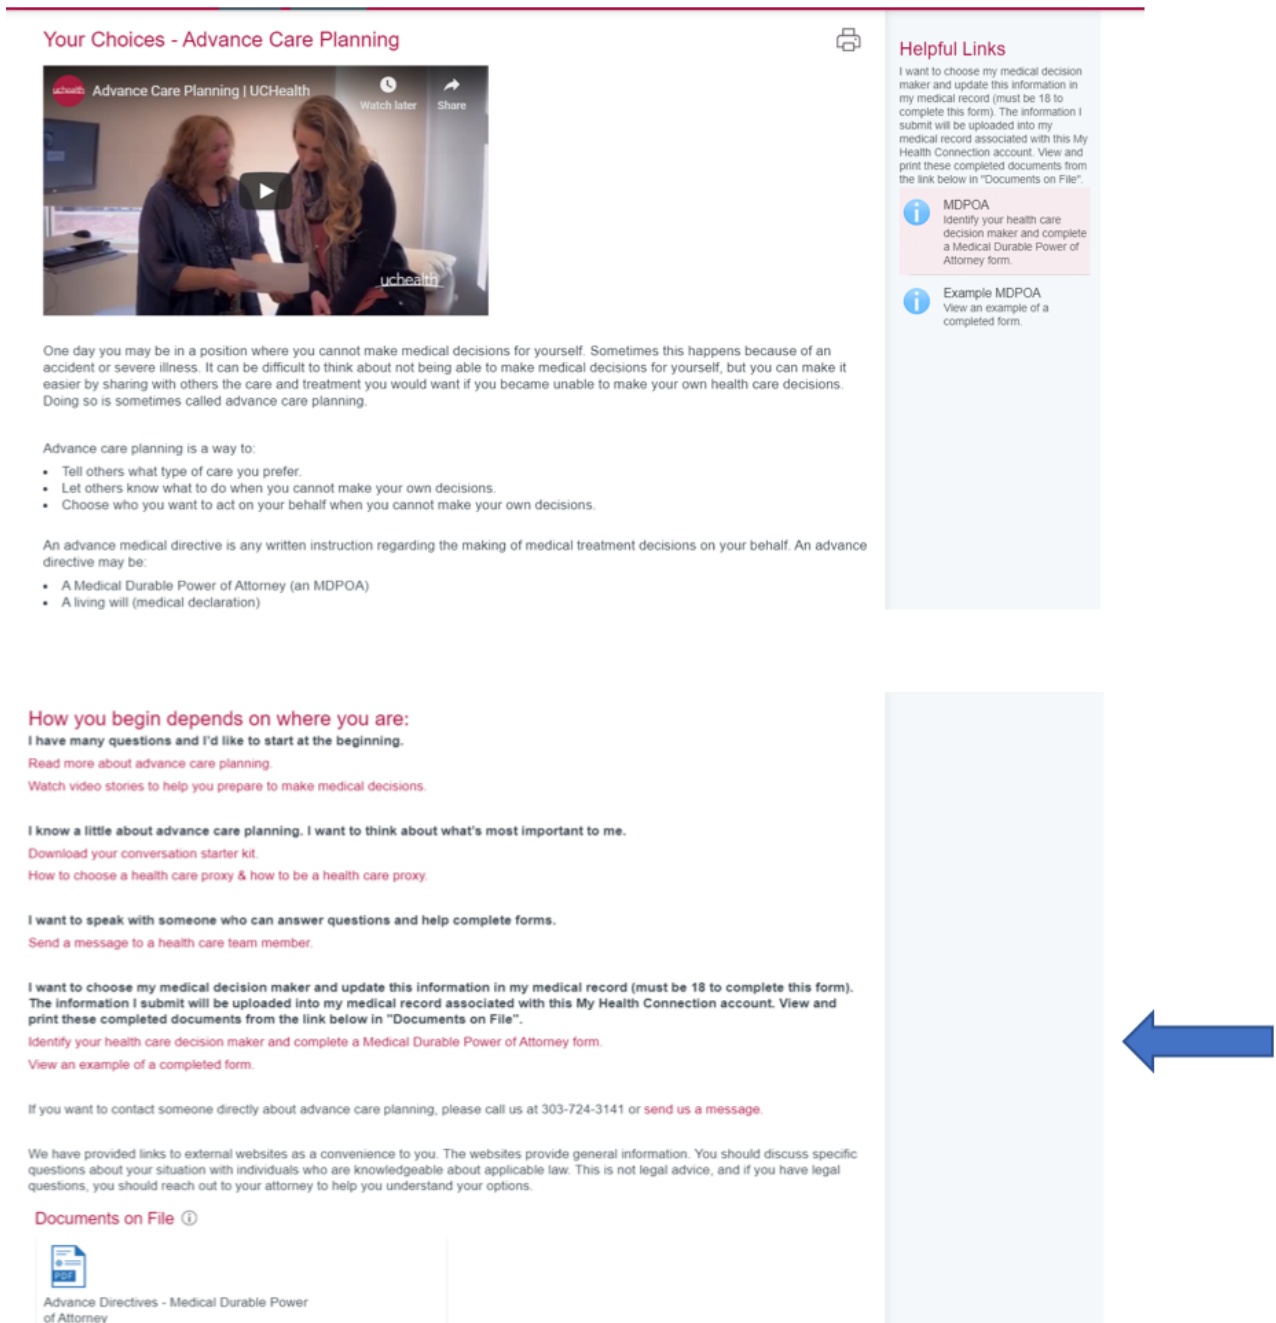 Your Choices - Advance Care Planning
uchealth
Advance Care Planning | UCHealth
Watch later
Share
uchealth
One day you may be in a position where you cannot make medical decisions for yourself. Sometimes this happens because of an
accident or severe illness. It can be difficult to think about not being able to make medical decisions for yourself, but you can make it
easier by sharing with others the care and treatment you would want if you became unable to make your own health care decisions.
Doing so is sometimes called advance care planning.
Advance care planning is a way to:
• Tell others what type of care you prefer.
• Let others know what to do when you cannot make your own decisions.
• Choose who you want to act on your behalf when you cannot make your own decisions.
An advance medical directive is any written instruction regarding the making of medical treatment decisions on your behalf. An advance
directive may be:
• A Medical Durable Power of Attorney (an MDPOA)
• A living will (medical declaration)
Helpful Links
I want to choose my medical decision
maker and update this information in
my medical record (must be 18 to
complete this form). The information I
submit will be uploaded into my
medical record associated with this My
Health Connection account. View and
print these completed documents from
the link below in "Documents on File".
MDPOA
Identify your health care
decision maker and complete
a Medical Durable Power of
Attorney form.
Example MDPOA
View an example of a
completed form.
How you begin depends on where you are:
I have many questions and I'd like to start at the beginning.
Read more about advance care planning.
Watch video stories to help you prepare to make medical decisions.
I know a little about advance care planning. I want to think about what's most important to me.
Download your conversation starter kit.
How to choose a health care proxy & how to be a health care proxy.
I want to speak with someone who can answer questions and help complete forms.
Send a message to a health care team member.
I want to choose my medical decision maker and update this information in my medical record (must be 18 to complete this form).
The information I submit will be uploaded into my medical record associated with this My Health Connection account. View and
print these completed documents from the link below in "Documents on File".
Identify your health care decision maker and complete a Medical Durable Power of Attorney form.
View an example of a completed form.
If you want to contact someone directly about advance care planning, please call us at 303-724-3141 or send us a message.
We have provided links to external websites as a convenience to you. The websites provide general information. You should discuss specific
questions about your situation with individuals who are knowledgeable about applicable law. This is not legal advice, and if you have legal
questions, you should reach out to your attorney to help you understand your options.
Documents on File
PDF
Advance Directives - Medical Durable Power
of Attorney